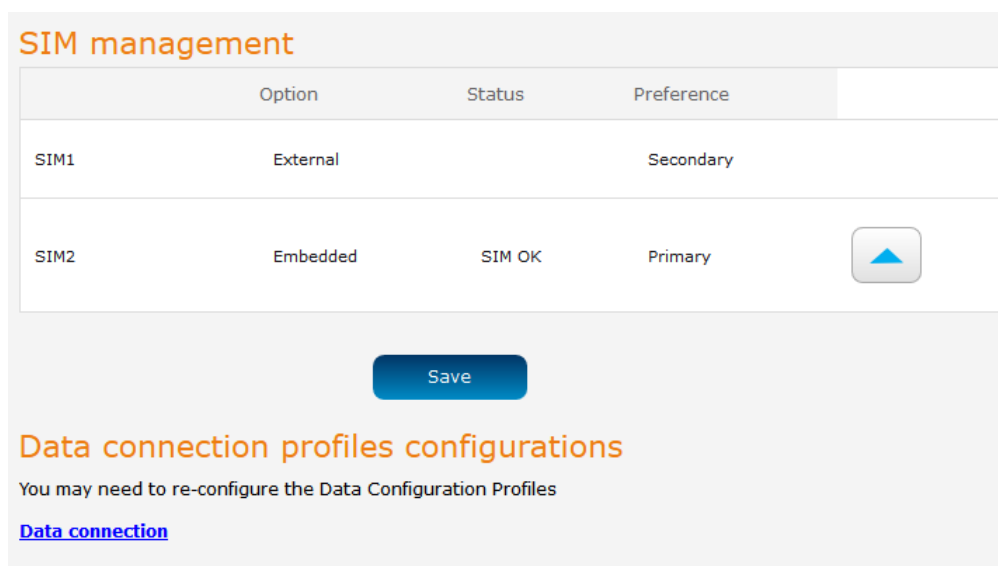 SIM management
Option Status Preference
SIM1 External Secondary
SIM2 Embedded SIM OK Primary
Save
Data connection profiles configurations
You may need to re-configure the Data Configuration Profiles
Data connection